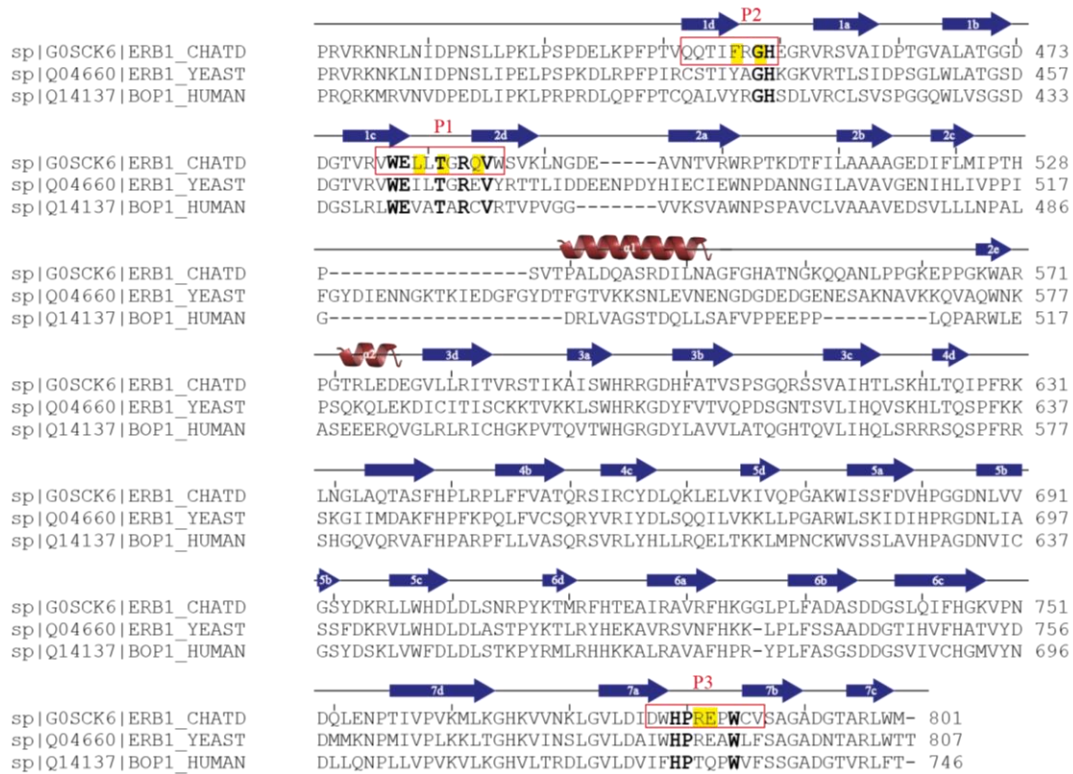 P2
1d 1a 1b
sp|G0SCK6|ERB1_CHATD PRVRKNRLNIDPNSLLPKLPSPDELKPFPTVQQTIFRGHEGRVRSVAIDPTGVALATGGD 473
sp|Q04660|ERB1_YEAST PRVRKNKLNIDPNSLIPELPSPKDLRPFPIRCSTIYAGHKGKVRTLSIDPSGLWLATGSD 457
sp|Q14137|BOP1_HUMAN PRQRKMRVNVDPEDLIPKLPRPRDLQPFPTCQALVYRGHSDLVRCLSVSPGGQWLVSGSD 433
P1
1c 2d 2a 2b 2c
sp|G0SCK6|ERB1_CHATD DGTVRVWELLTGRQVWSVKLNGDE-----AVNTVRWRPTKDTFILAAAAGEDIFLMIPTH 528
sp|Q04660|ERB1_YEAST DGTVRVWEILTGREVYRTTLIDDEENPDYHIECIEWNPDANNGILAVAVGENIHLIVPPI 517
sp|Q14137|BOP1_HUMAN DGSLRLWEVATARCVRTVPVGG-------VVKSVAWNPSPAVCLVAAAVEDSVLLLNPAL 486
α1 2e
sp|G0SCK6|ERB1_CHATD P------------------SVTPALDQASRDILNAGFGHATNGKQQANLPPGKEPPGKWAR 571
sp|Q04660|ERB1_YEAST FGYDIENNGKTKIEDGFGYDTFGTVKKSNLEVNENGDGDEDGENESAKNAVKKQVAQWNK 577
sp|Q14137|BOP1_HUMAN G---------------------DRLVAGSTDQLLSAFVPPEEPP----------LQPARWLE 517
α2 3d 3a 3b 3c 4d
sp|G0SCK6|ERB1_CHATD PGTRLEDEGVLLRITVRSTIKAISWHRRGDHFATVSPSGQRSSVAIHTLSKHLTQIPFRK 631
sp|Q04660|ERB1_YEAST PSQKQLEKDICITISCKKTVKKLSWHRKGDYFVTVQPDSGNTSVLIHQVSKHLTQSPFKK 637
sp|Q14137|BOP1_HUMAN ASEEERQVGLRLRICHGKPVTQVTWHGRGDYLAVVLATQGHTQVLIHQLSRRRSQSPFRR 577
4b 4c 5d 5a 5b
sp|G0SCK6|ERB1_CHATD LNGLAQTASFHPLRPLFFVATQRSIRCYDLQKLELVKIVQPGAKWISSFDVHPGGDNLVV 691
sp|Q04660|ERB1_YEAST SKGIIMDAKFHPFKPQLFVCSQRYVRIYDLSQQILVKKLLPGARWLSKIDIHPRGDNLIA 697
sp|Q14137|BOP1_HUMAN SHGQVQRVAFHPARPFLLVASQRSVRLYHLLRQELTKKLMPNCKWVSSLAVHPAGDNVIC 637
5b 5c 6d 6a 6b 6c
sp|G0SCK6|ERB1_CHATD GSYDKRLLWHDLDLSNRPYKTMRFHTEAIRAVRFHKGGLPLFADASDDGSLQIFHGKVPN 751
sp|Q04660|ERB1_YEAST SSFDKRVLWHDLDLASTPYKTLRYHEKAVRSVNFHKK-LPLFSSAADDGTIHVFHATVYD 756
sp|Q14137|BOP1_HUMAN GSYDSKLVWFDLDLSTKPYRMLRHHKKALRAVAFHPR-YPLFASGSDDGSVIVCHGMVYN 696
P3
7d 7a 7b 7c
sp|G0SCK6|ERB1_CHATD DQLENPTIVPVKMLKGHKVVNKLGVLDIDWHPREPWCVSAGADGTARLWM- 801
sp|Q04660|ERB1_YEAST DMMKNPMIVPLKKLTGHKVINSLGVLDAIWHPREAWLFSAGADNTARLWTT 807
sp|Q14137|BOP1_HUMAN DLLQNPLLVPVKVLKGHVLTRDLGVLDVIFHPTQPWVFSSGADGTVRLFT- 746